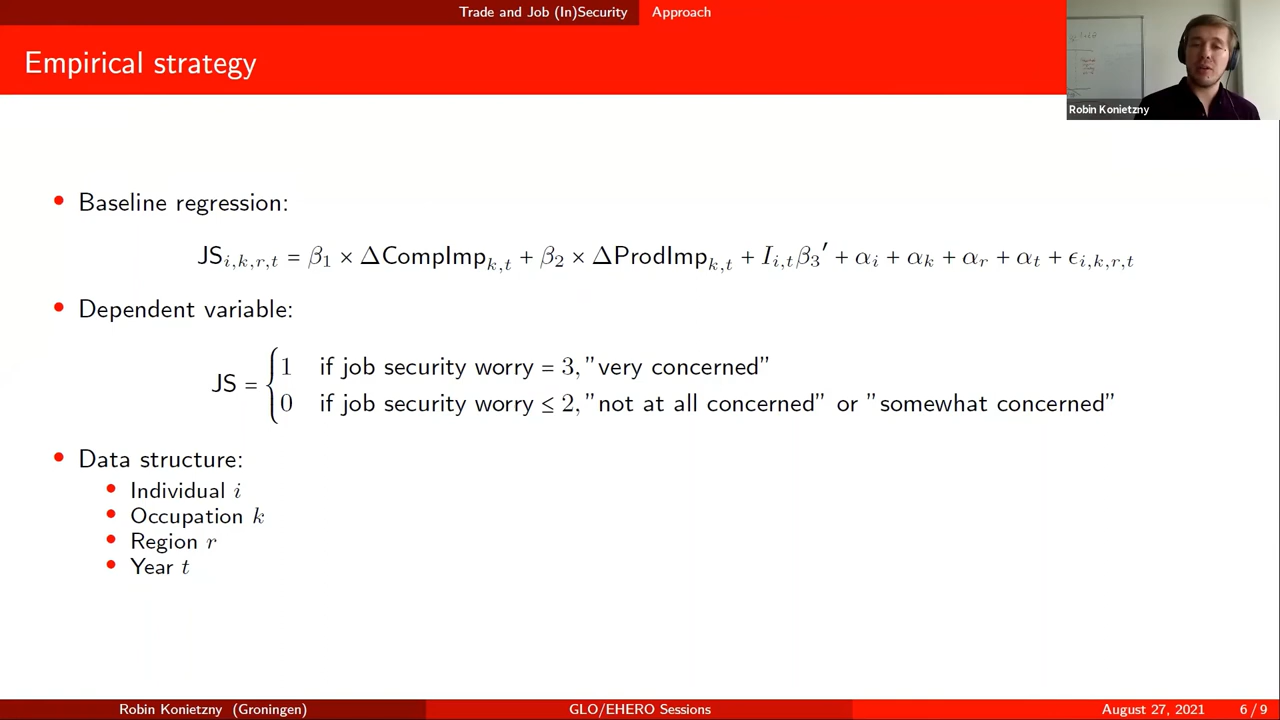 Trade and Job (In)Security Approach
Empirical strategy
Robin Konietzny
• Baseline regression:
JS_{i,k,r,t} = β_1 × ΔCompImp_{k,t} + β_2 × ΔProdImp_{k,t} + I_{i,t}β_3′ + α_i + α_k + α_r + α_t + ϵ_{i,k,r,t}
• Dependent variable:
JS = { 1 if job security worry = 3, ”very concerned”
0 if job security worry ≤ 2, ”not at all concerned” or ”somewhat concerned”
• Data structure:
• Individual i
• Occupation k
• Region r
• Year t
Robin Konietzny (Groningen) GLO/EHERO Sessions August 27, 2021 6 / 9